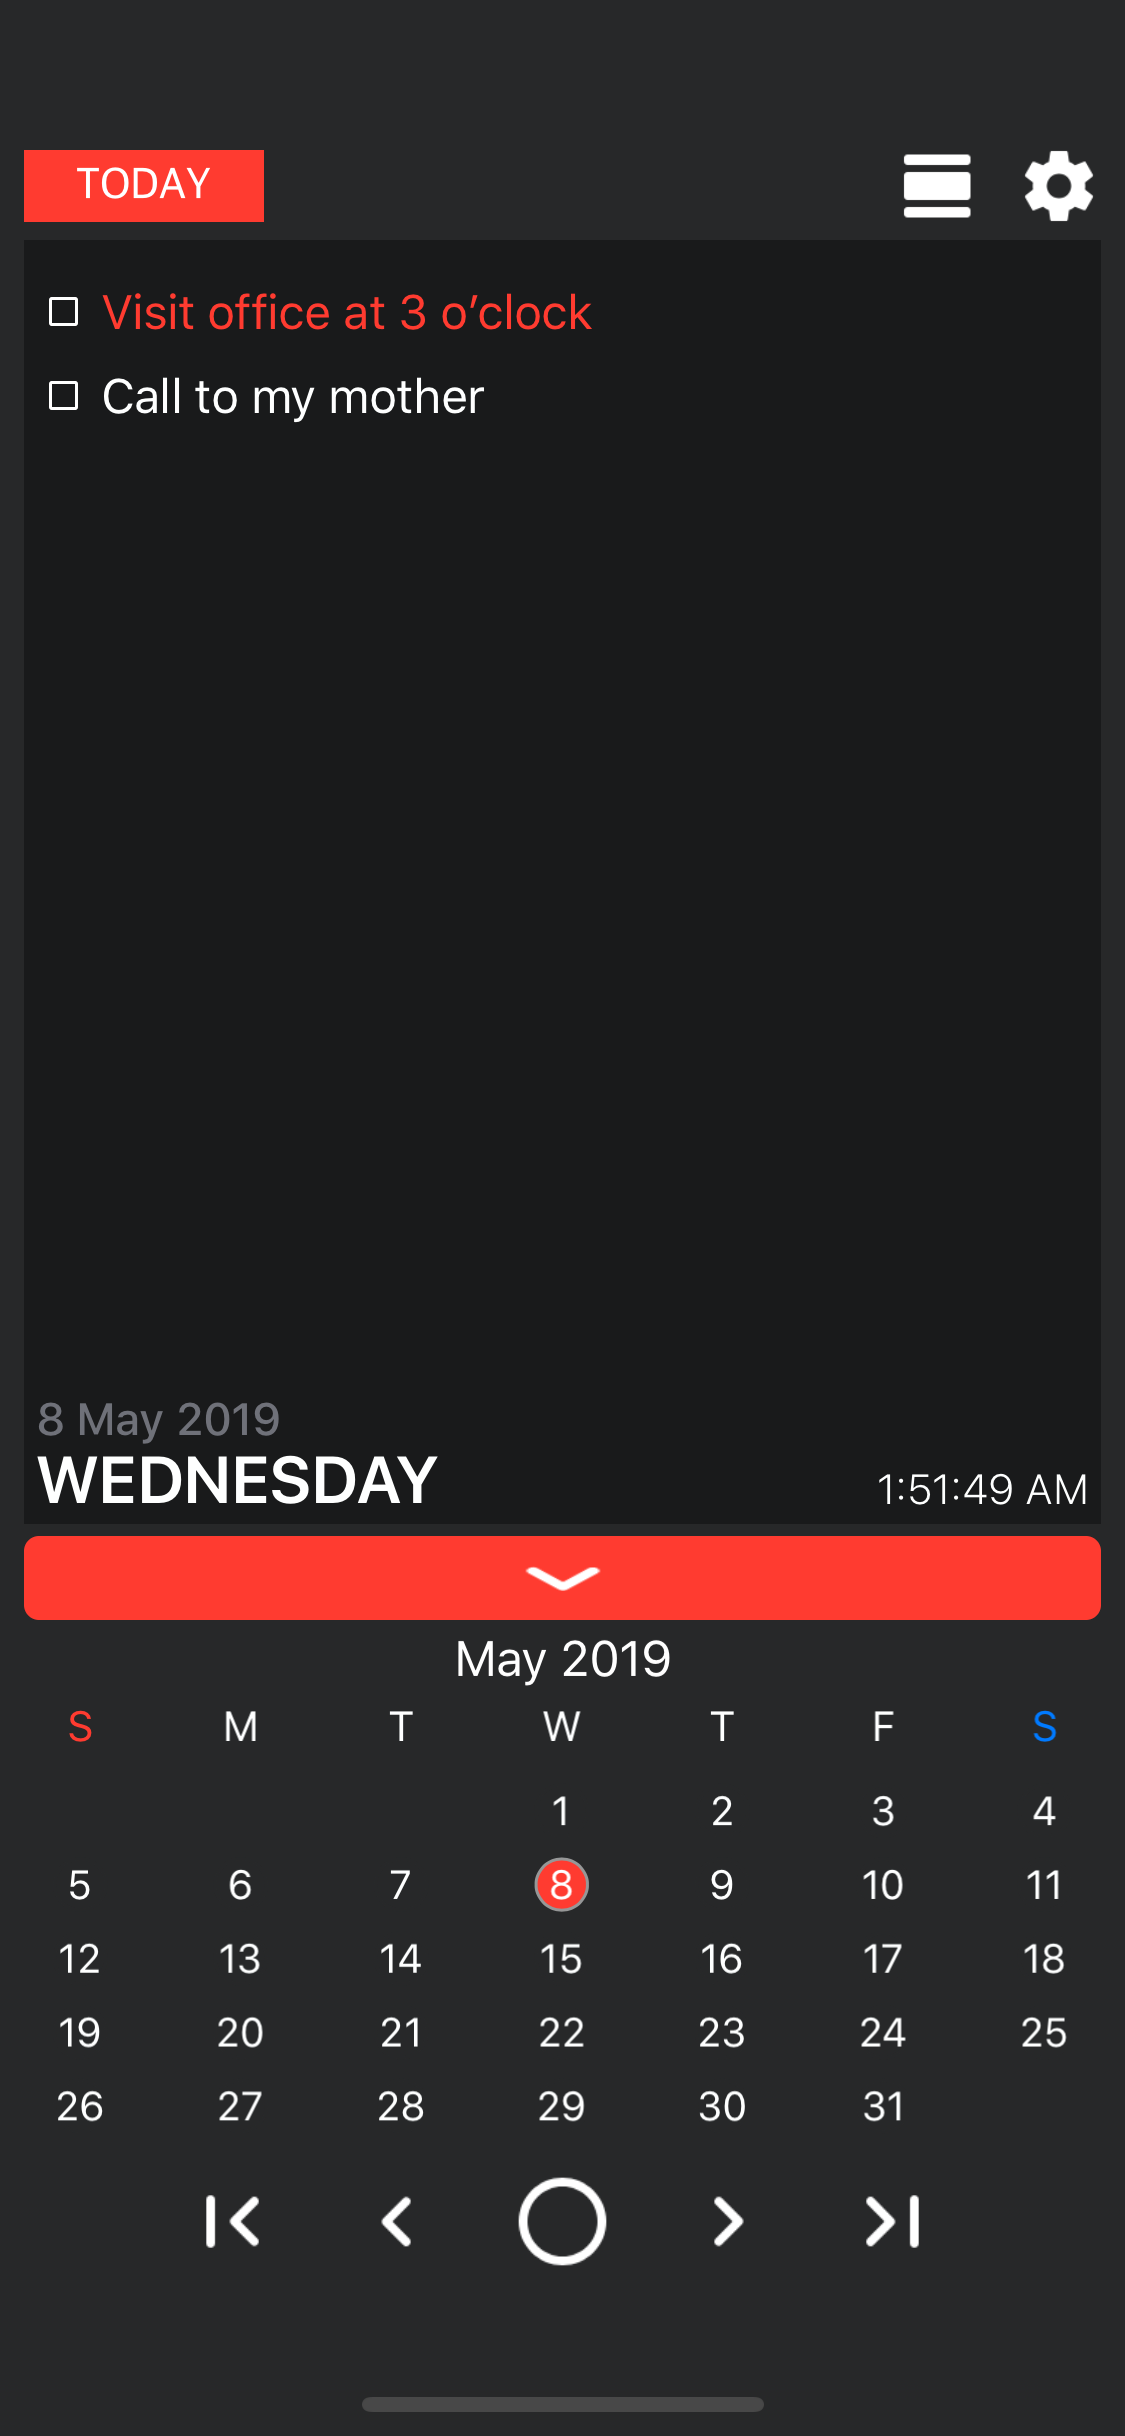 TODAY
Visit office at 3 o’clock
Call to my mother
8 May 2019
WEDNESDAY
1:51:49 AM
May 2019
S M T W T F S
1 2 3 4
5 6 7 8 9 10 11
12 13 14 15 16 17 18
19 20 21 22 23 24 25
26 27 28 29 30 31